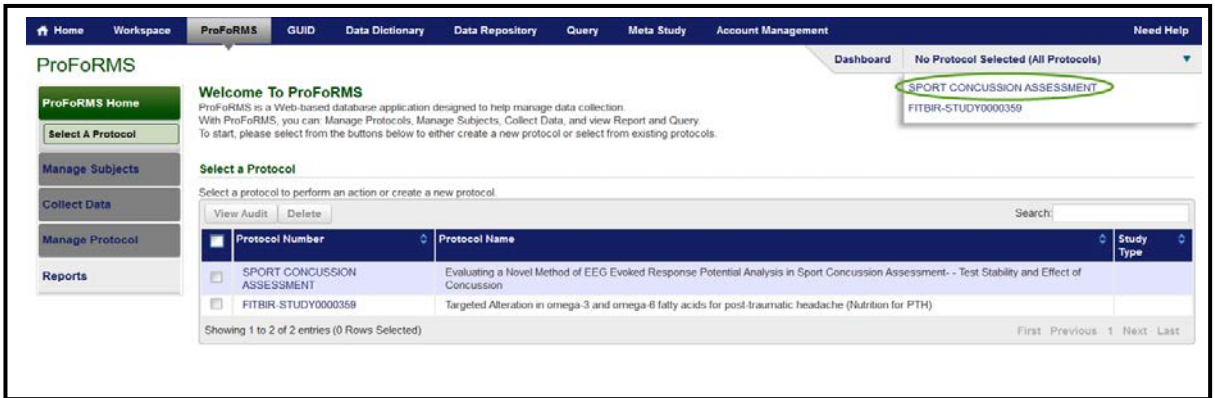 Home Workspace ProFoRMS GUID Data Dictionary Data Repository Query Meta Study Account Management Need Help
ProFoRMS
Dashboard No Protocol Selected (All Protocols)
SPORT CONCUSSION ASSESSMENT
FITBIR-STUDY0000359
ProFoRMS Home
Select A Protocol
Manage Subjects
Collect Data
Manage Protocol
Reports
Welcome To ProFoRMS
ProFoRMS is a Web-based database application designed to help manage data collection.
With ProFoRMS, you can: Manage Protocols, Manage Subjects, Collect Data, and view Report and Query.
To start, please select from the buttons below to either create a new protocol or select from existing protocols.
Select a Protocol
Select a protocol to perform an action or create a new protocol.
View Audit Delete Search:
Protocol Number Protocol Name Study
Type
SPORT CONCUSSION Evaluating a Novel Method of EEG Evoked Response Potential Analysis in Sport Concussion Assessment- - Test Stability and Effect of
ASSESSMENT Concussion
FITBIR-STUDY0000359 Targeted Alteration in omega-3 and omega-6 fatty acids for post-traumatic headache (Nutrition for PTH)
Showing 1 to 2 of 2 entries (0 Rows Selected) First Previous 1 Next Last